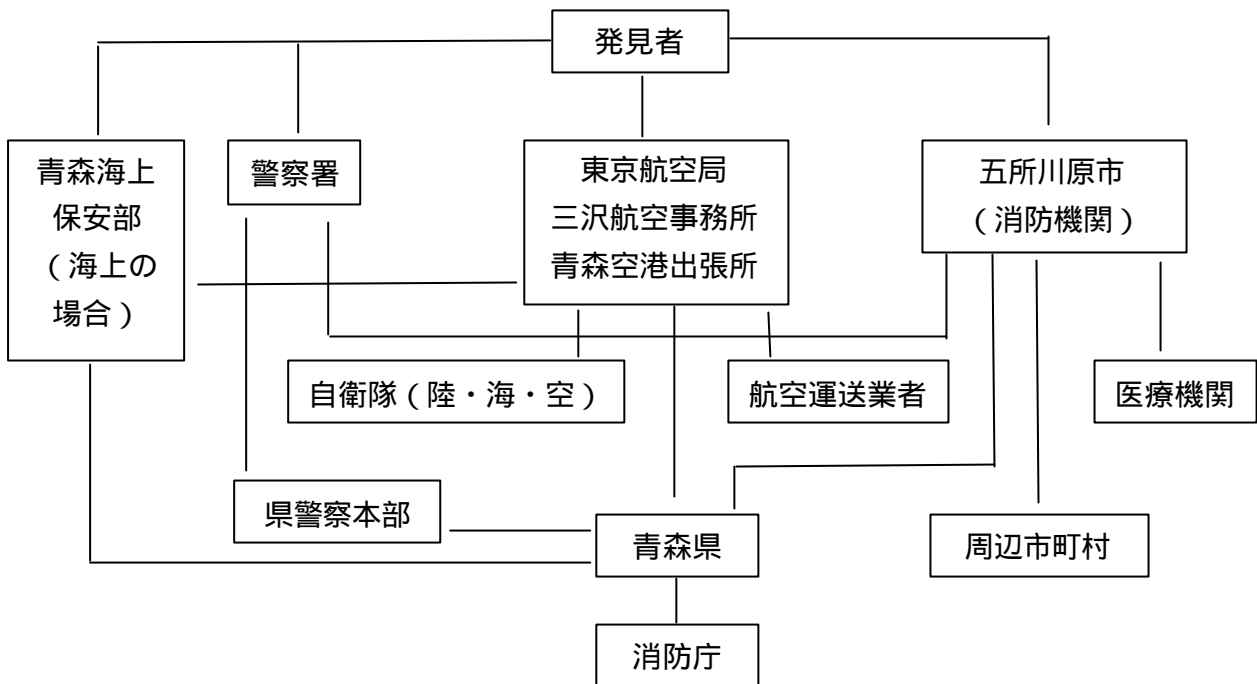 発見者
青森海上
保安部
（海上の
場合）
警察署
東京航空局
三沢航空事務所
青森空港出張所
五所川原市
（消防機関）
自衛隊（陸・海・空）
航空運送業者
医療機関
県警察本部
青森県
周辺市町村
消防庁